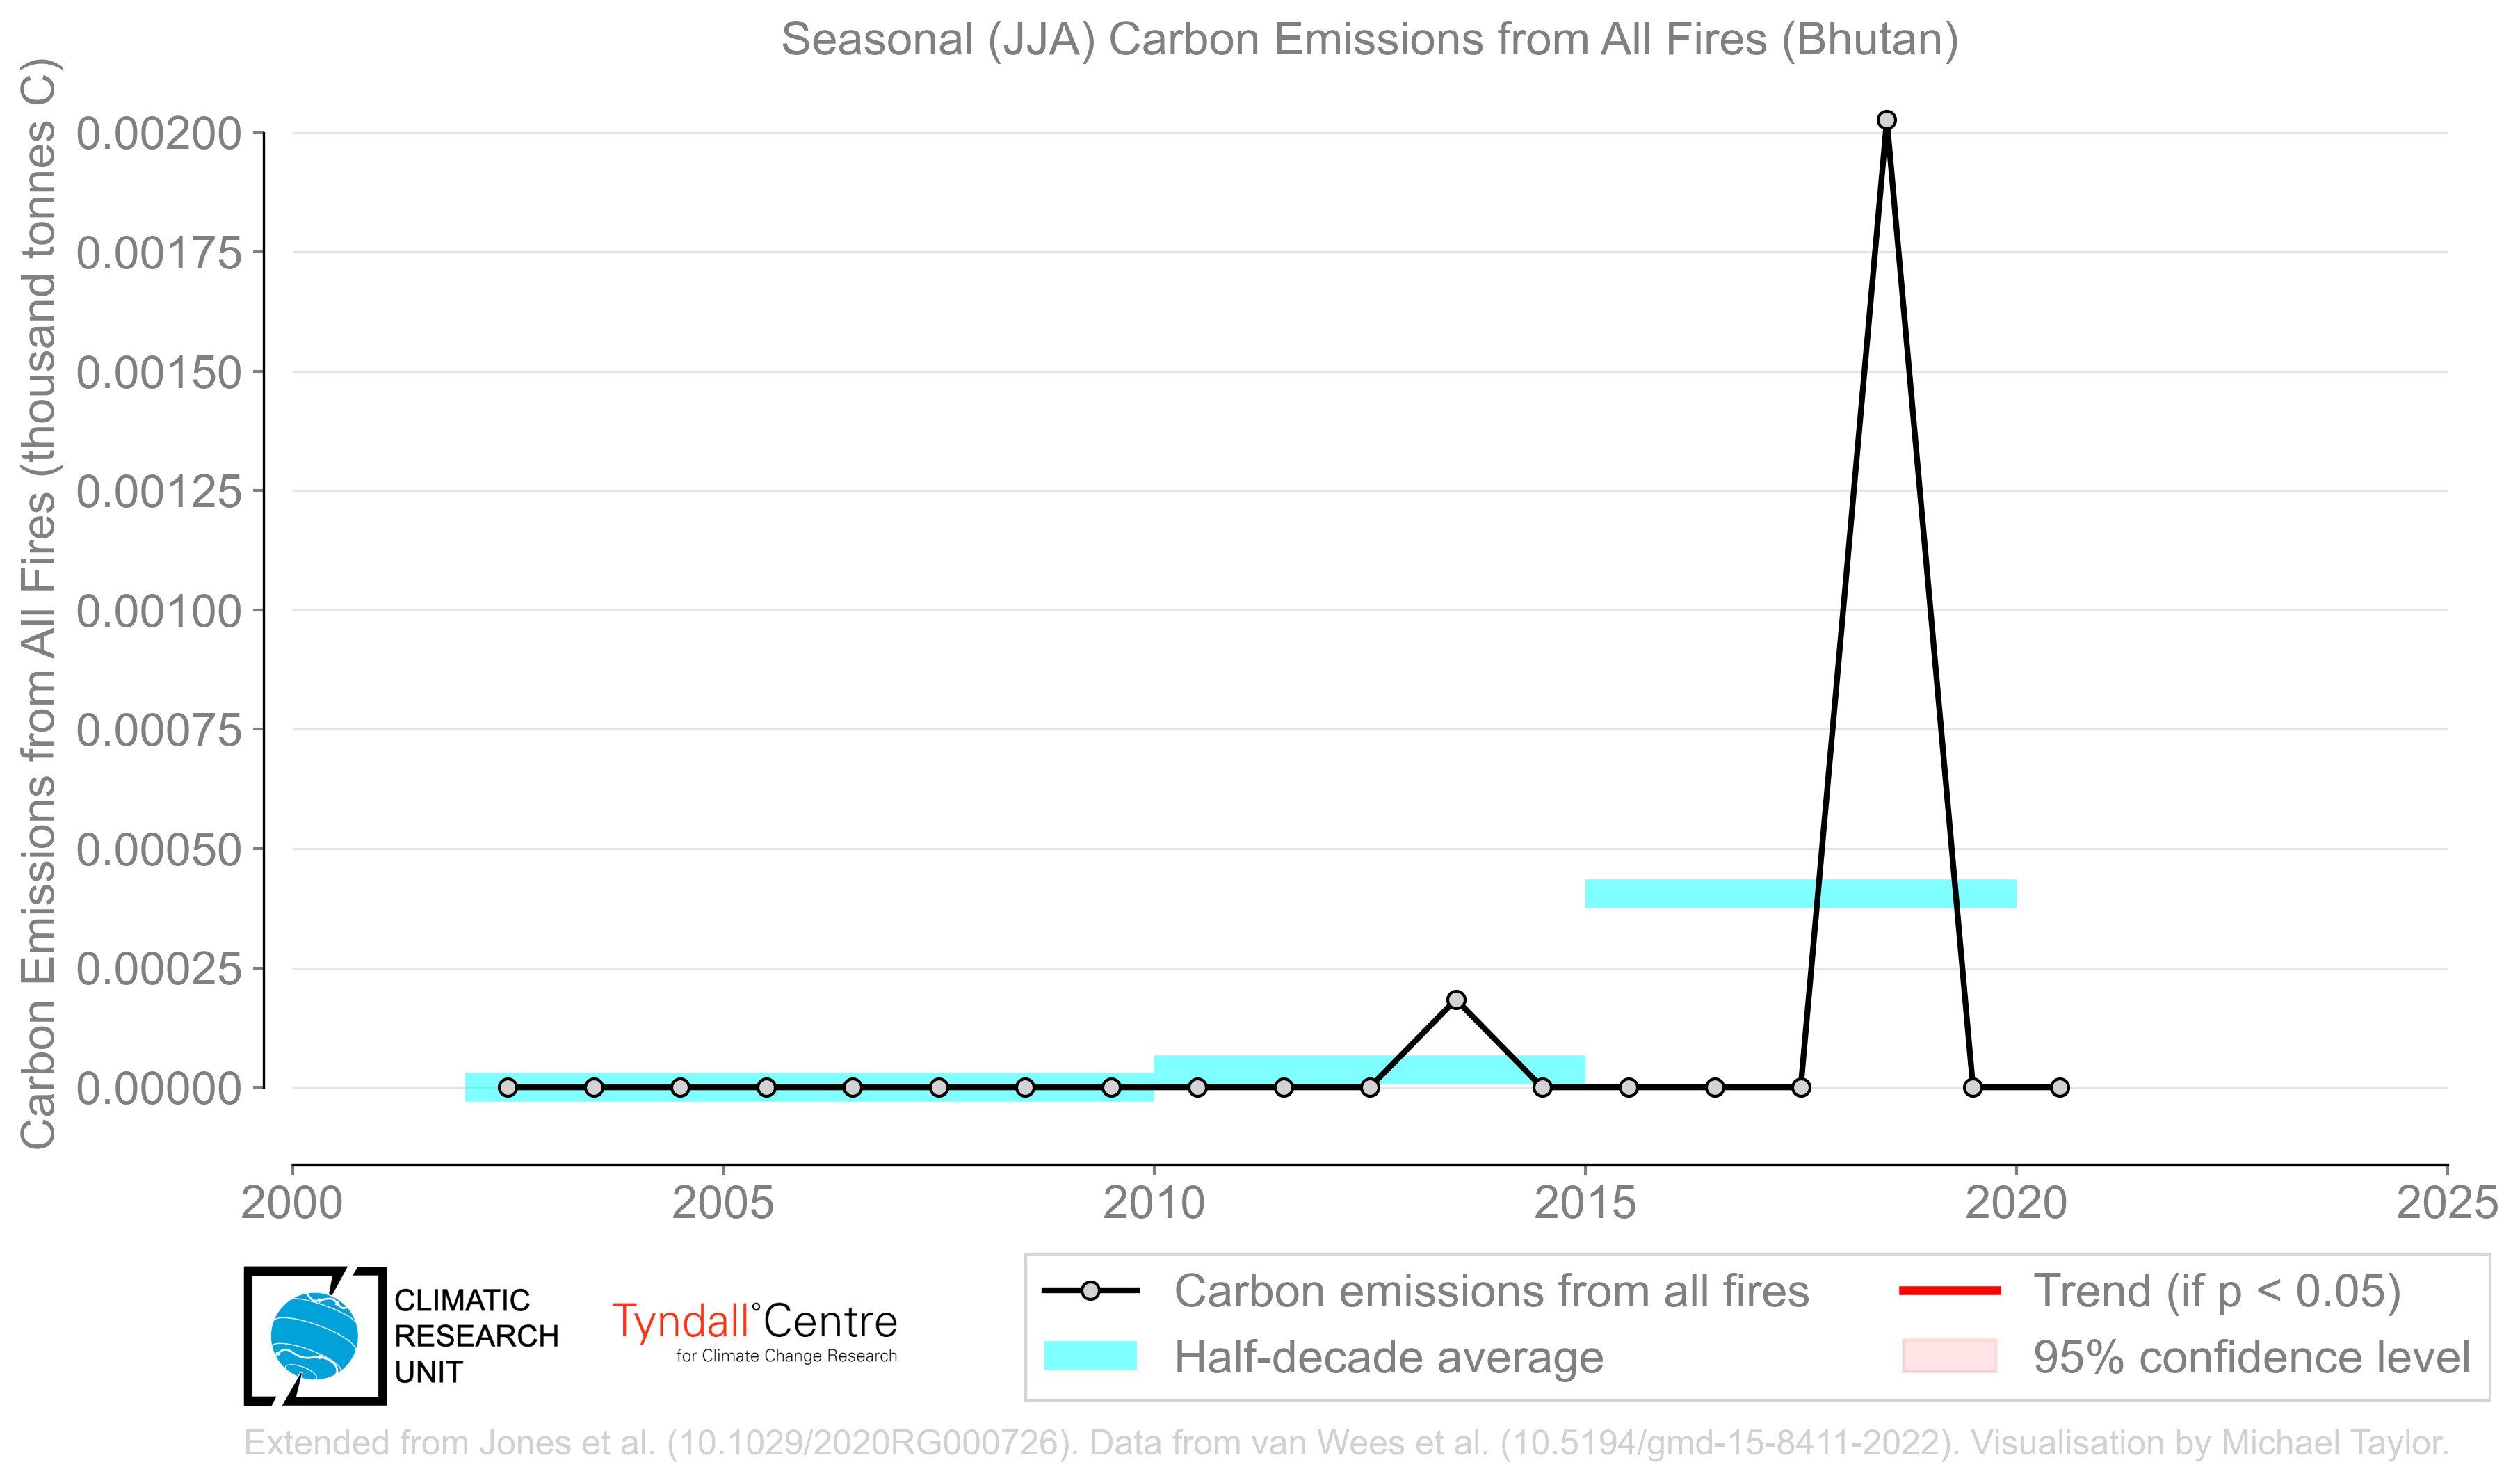 Seasonal (JJA) Carbon Emissions from All Fires (Bhutan)
Carbon Emissions from All Fires (thousand tonnes C)
0.00200
0.00175
0.00150
0.00125
0.00100
0.00075
0.00050
0.00025
0.00000
2000
2005
2010
2015
2020
2025
CLIMATIC
RESEARCH
UNIT
Tyndall°Centre
for Climate Change Research
Carbon emissions from all fires
Half-decade average
Trend (if p < 0.05)
95% confidence level
Extended from Jones et al. (10.1029/2020RG000726). Data from van Wees et al. (10.5194/gmd-15-8411-2022). Visualisation by Michael Taylor.